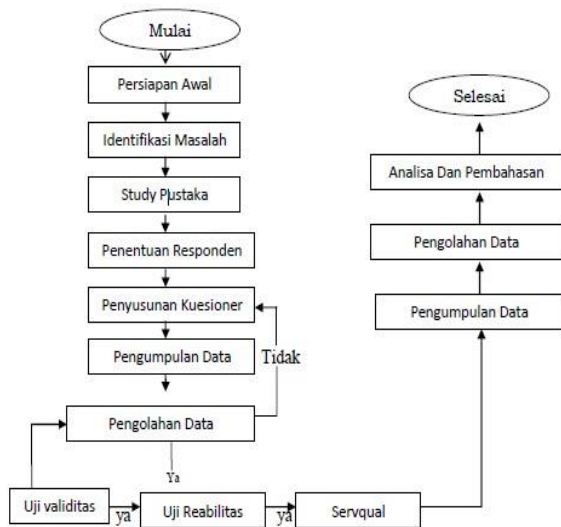 Mulai
Persiapan Awal
Identifikasi Masalah
Study Pustaka
Penentuan Responden
Penyusunan Kuesioner
Pengumpulan Data
Tidak
Pengolahan Data
Ya
Uji validitas
ya
Uji Reabilitas
ya
Servqual
Pengumpulan Data
Pengolahan Data
Analisa Dan Pembahasan
Selesai